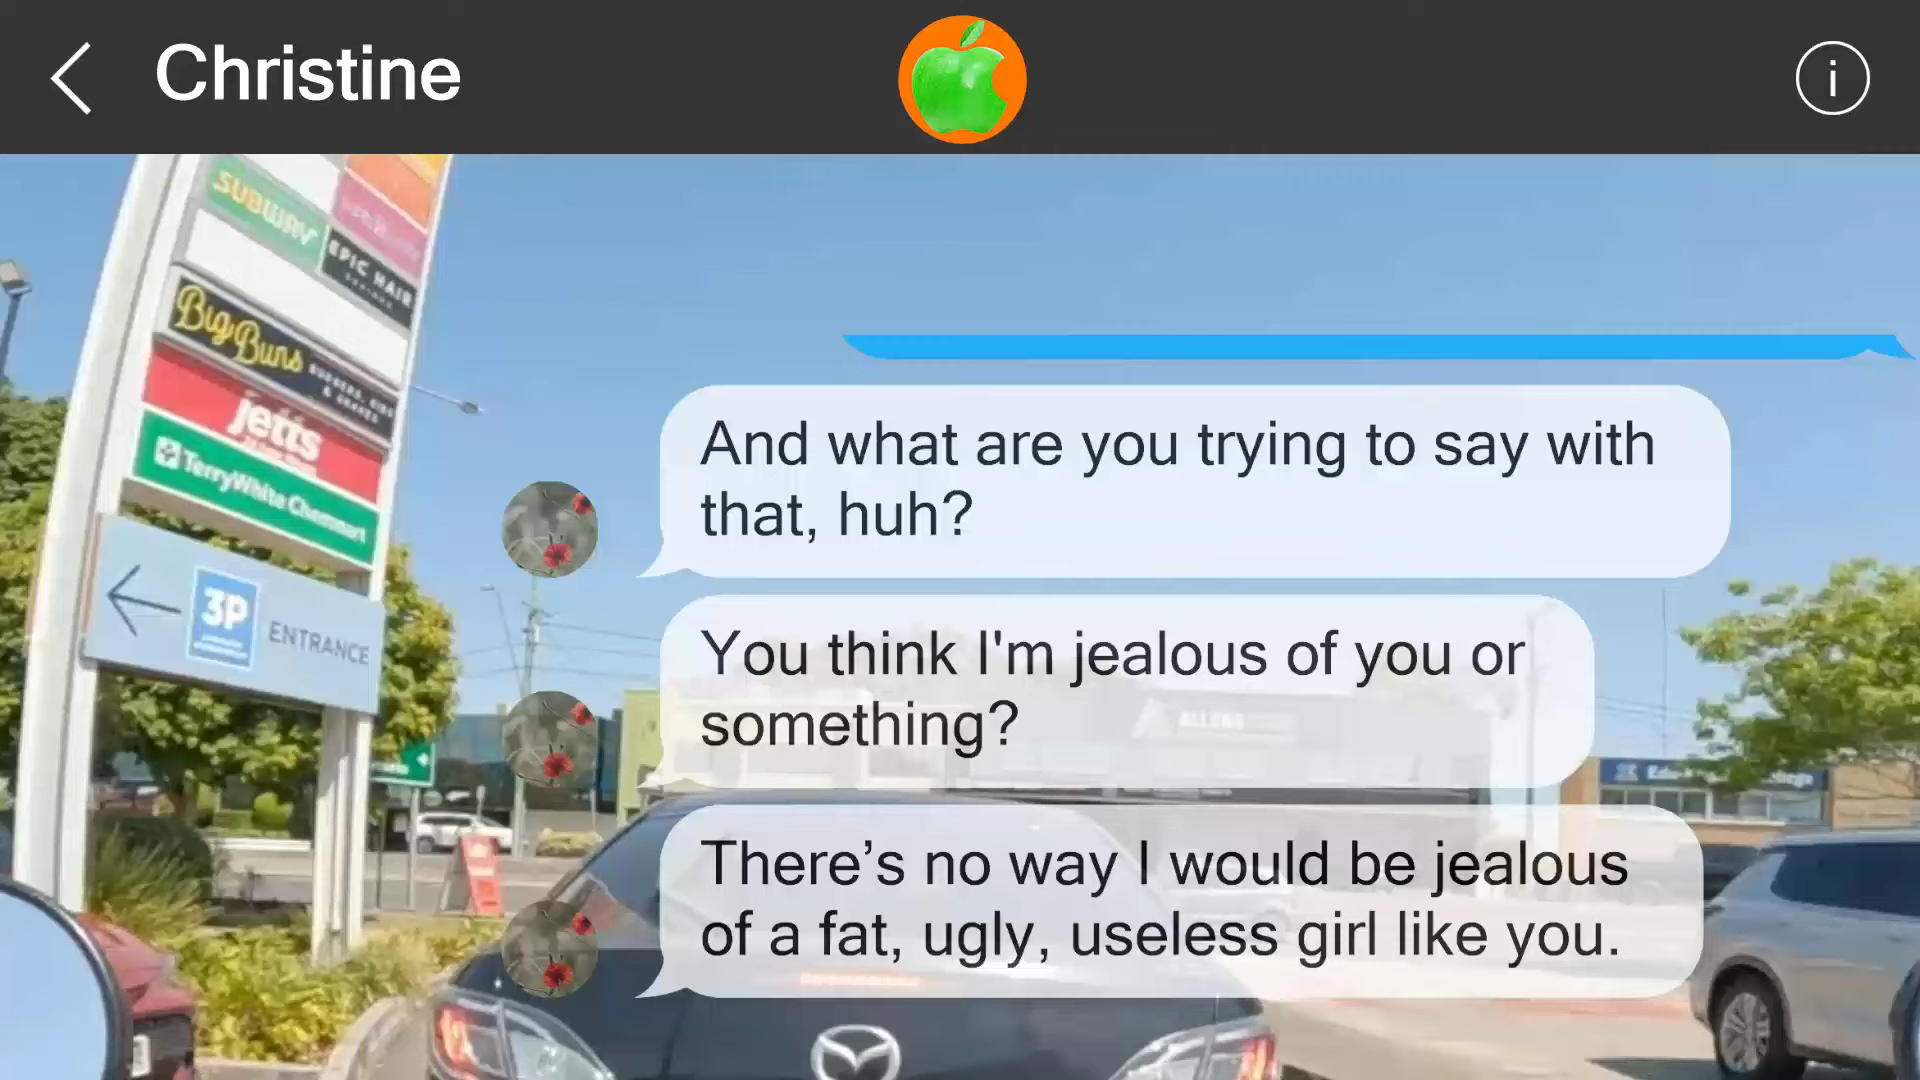 Christine
i
SUBWAY
EPIC HAIR
Big Buns
jetts
TerryWhite Chemmart
3P
ENTRANCE
And what are you trying to say with
that, huh?
You think I'm jealous of you or
something?
There’s no way I would be jealous
of a fat, ugly, useless girl like you.